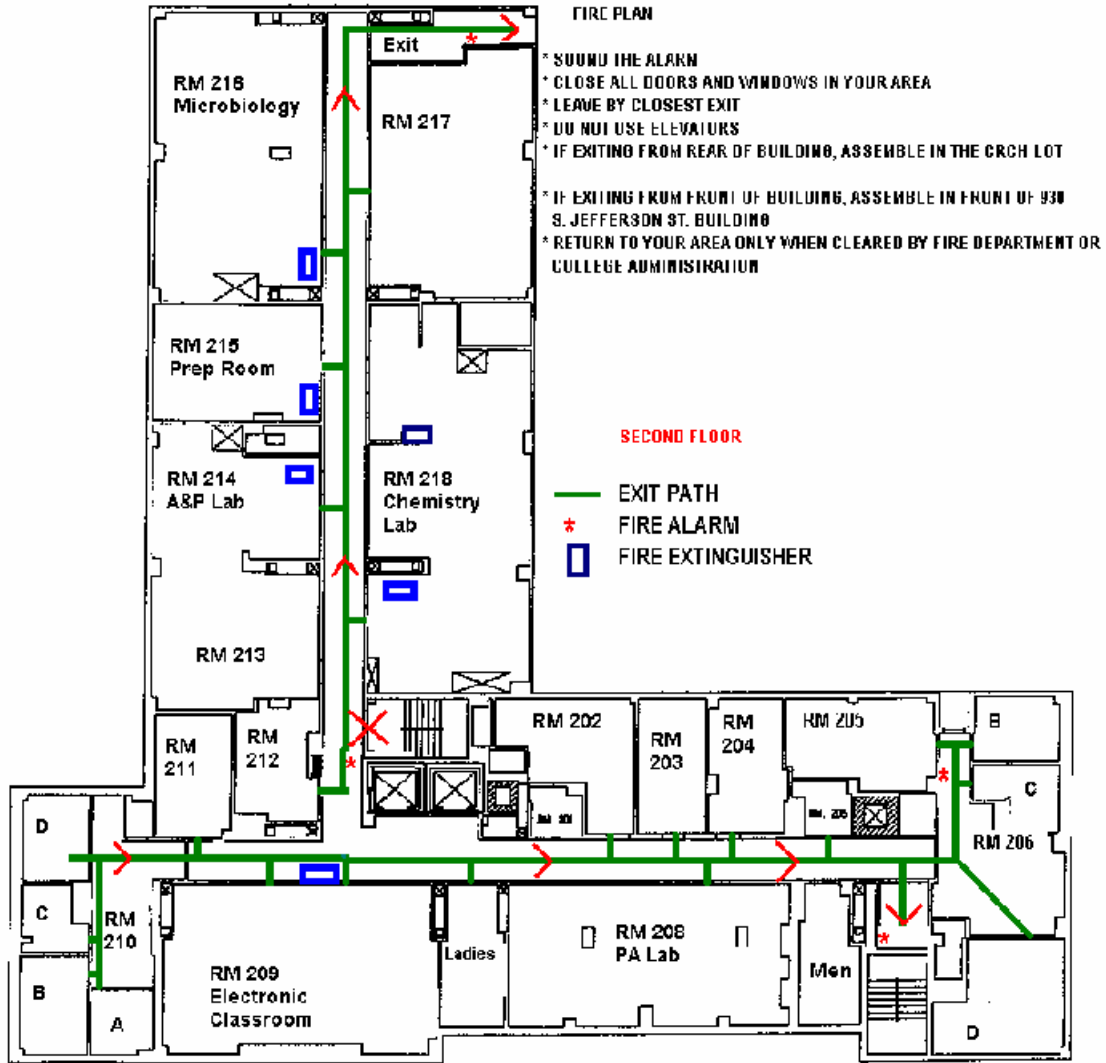 FIRE PLAN
* SOUND THE ALARM
* CLOSE ALL DOORS AND WINDOWS IN YOUR AREA
* LEAVE BY CLOSEST EXIT
* DO NOT USE ELEVATORS
* IF EXITING FROM REAR OF BUILDING, ASSEMBLE IN THE CRCH LOT
* IF EXITING FROM FRONT OF BUILDING, ASSEMBLE IN FRONT OF 930
S. JEFFERSON ST. BUILDING
* RETURN TO YOUR AREA ONLY WHEN CLEARED BY FIRE DEPARTMENT OR
COLLEGE ADMINISTRATION
Exit
RM 216
Microbiology
RM 217
RM 215
Prep Room
SECOND FLOOR
RM 214
A&P Lab
RM 218
Chemistry
Lab
EXIT PATH
* FIRE ALARM
FIRE EXTINGUISHER
RM 213
RM
211
RM
212
RM 202
RM
203
RM
204
RM 205
B
C
RM 206
D
C
RM
210
B
A
RM 209
Electronic
Classroom
Ladies
RM 208
PA Lab
Men
D